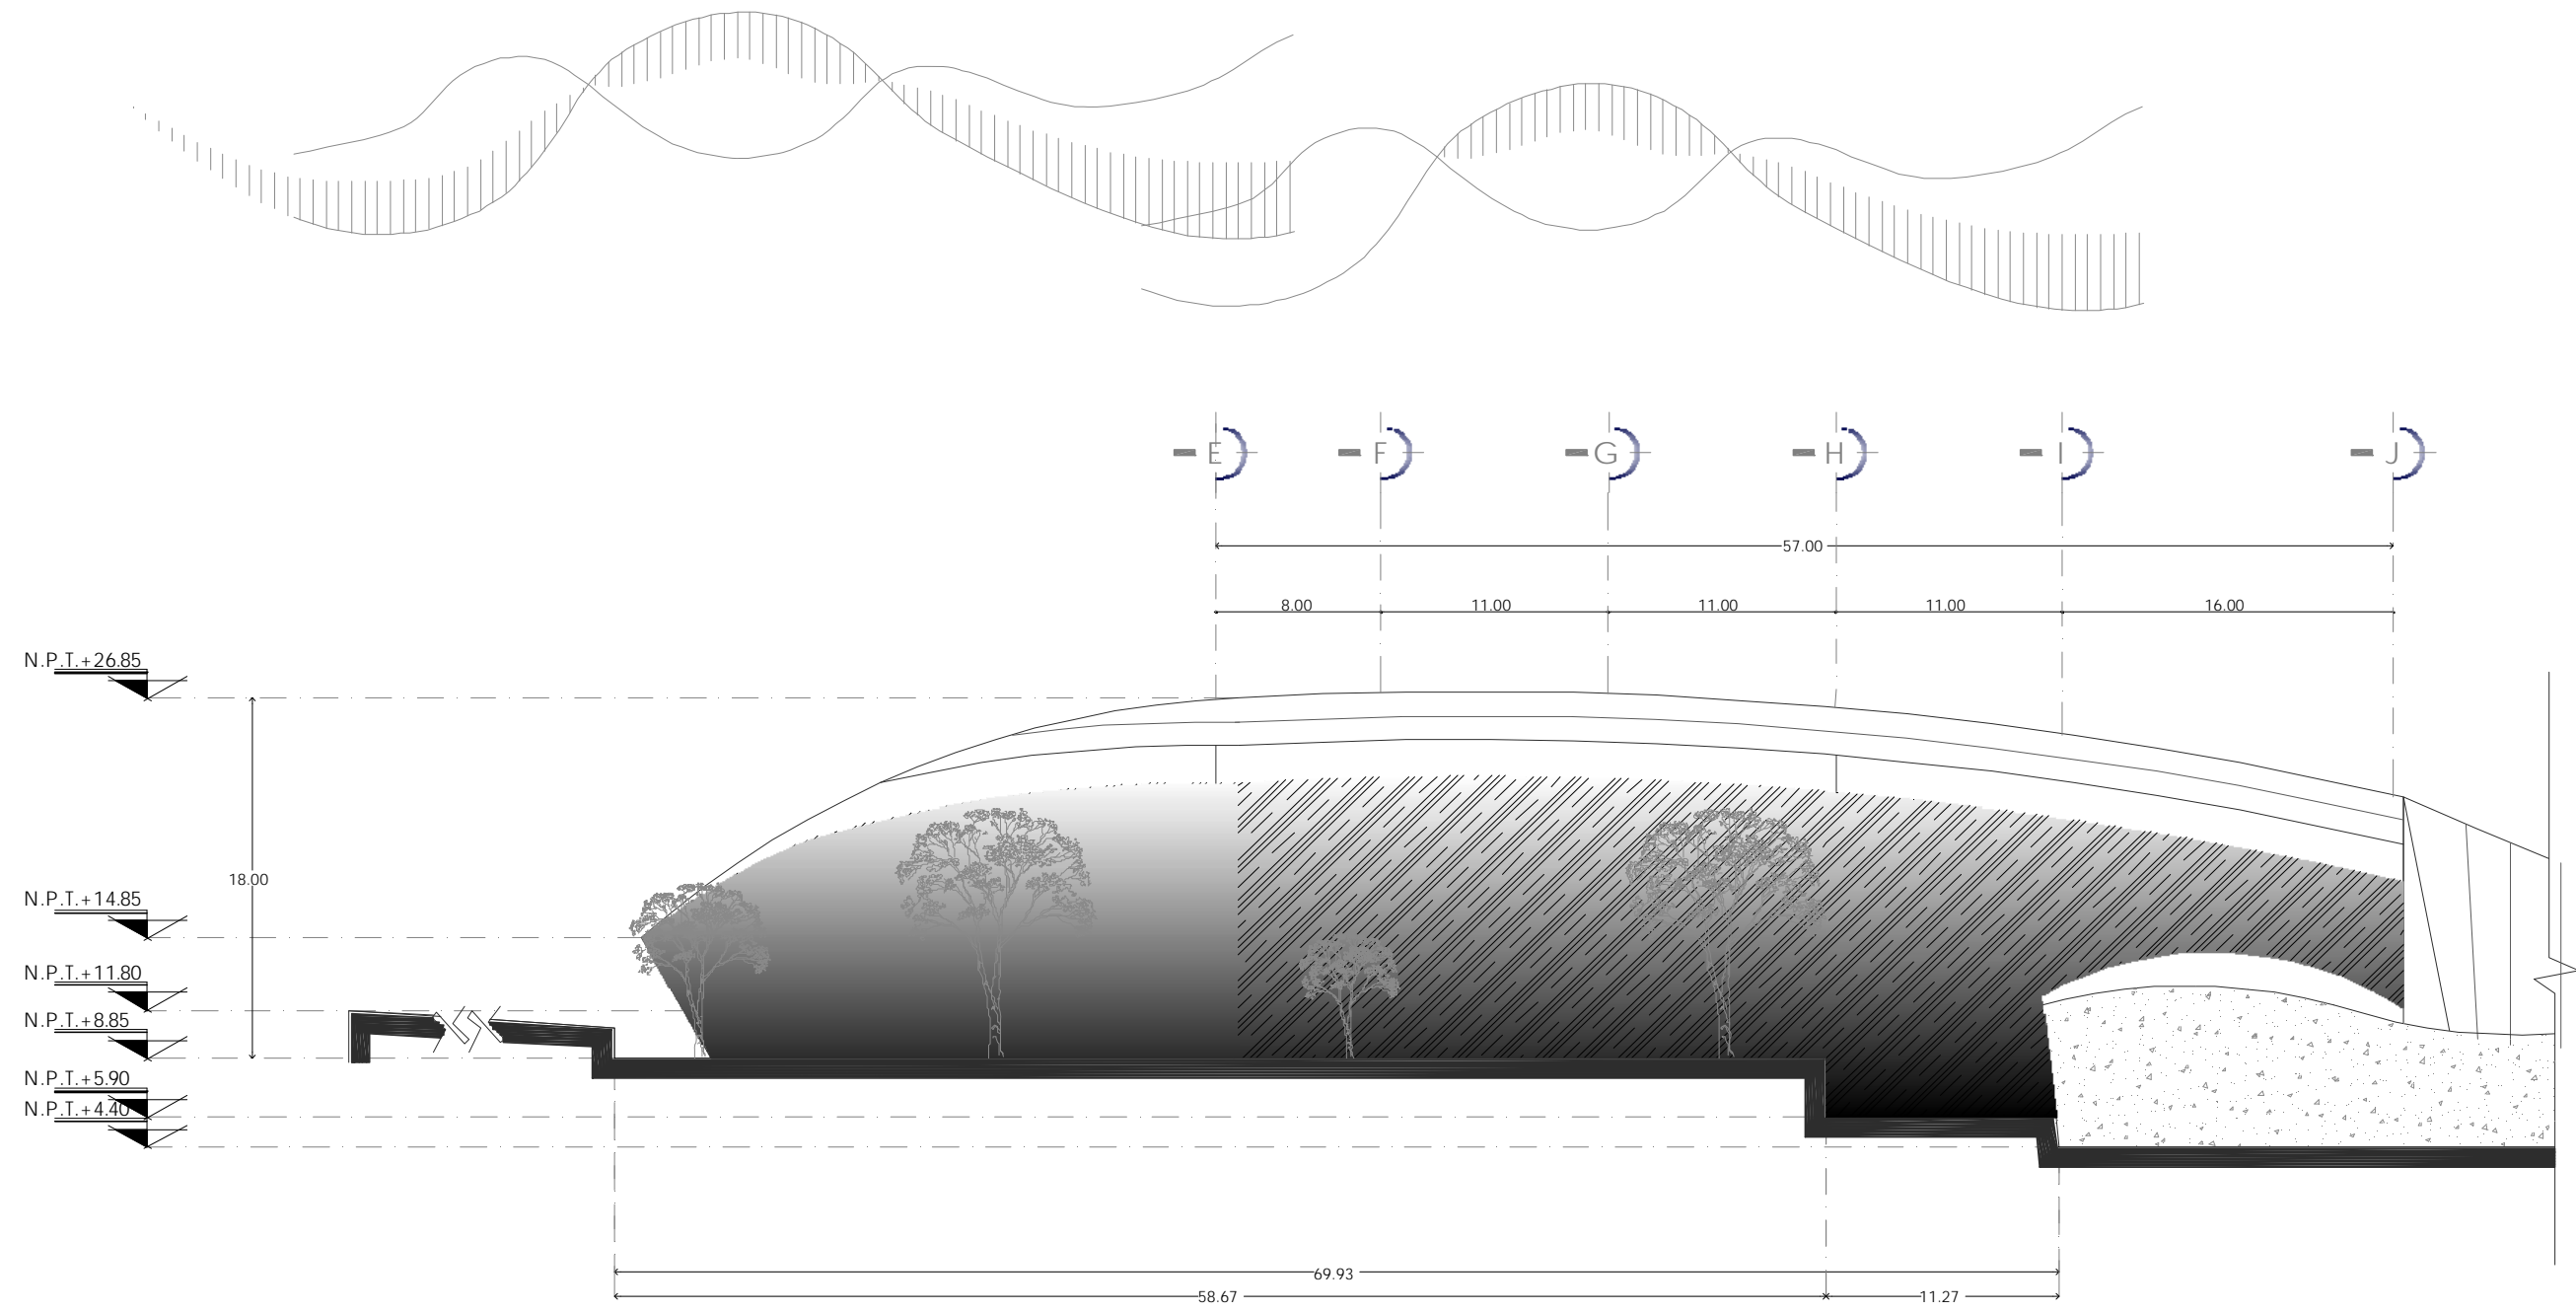 E F G H I J
57.00
8.00 11.00 11.00 11.00 16.00
N.P.T.+26.85
18.00
N.P.T.+14.85
N.P.T.+11.80
N.P.T.+8.85
N.P.T.+5.90
N.P.T.+4.40
69.93
58.67 11.27